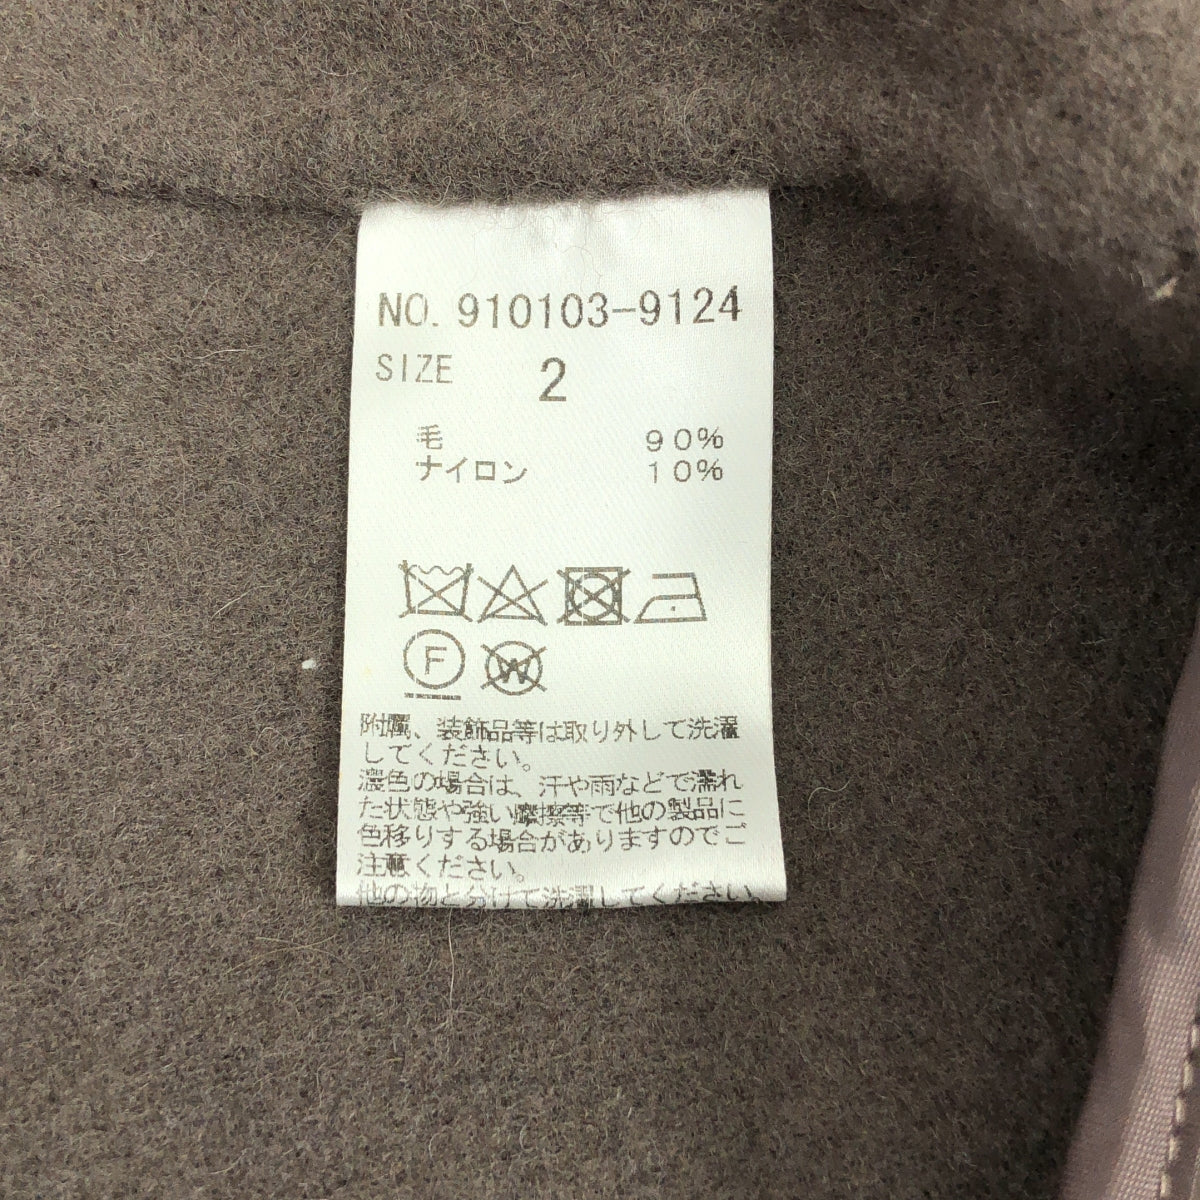 NO. 910103-9124
SIZE 2
毛 90%
ナイロン 10%
F
W
附属、装飾品等は取り外して洗濯
してください。
濃色の場合は、汗や雨などで濡れ
た状態や強い摩擦等で他の製品に
色移りする場合がありますのでご
注意ください。
他の物と分けて洗濯してください